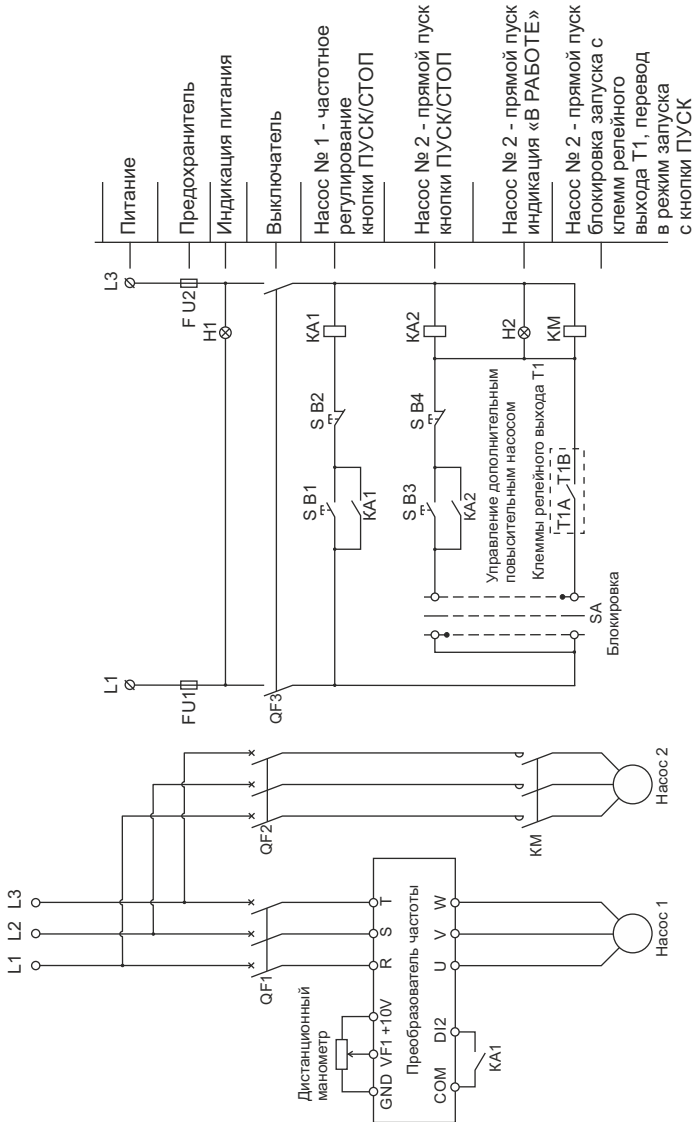 L1
L2
L3
QF1
QF2
Дистанционный
манометр
GND
VF1
+10V
R
S
T
Преобразователь частоты
COM
DI2
U
V
W
KA1
KM
Насос 1
Насос 2
L1
L3
FU1
F U2
H1
QF3
S B1
S B2
KA1
KA1
S B3
S B4
KA2
KA2
H2
Управление дополнительным
повысительным насосом
Клеммы релейного выхода T1
T1A
T1B
KM
SA
Блокировка
Питание
Предохранитель
Индикация питания
Выключатель
Насос № 1 - частотное
регулирование
кнопки ПУСК/СТОП
Насос № 2 - прямой пуск
кнопки ПУСК/СТОП
Насос № 2 - прямой пуск
индикация «В РАБОТЕ»
Насос № 2 - прямой пуск
блокировка запуска с
клемм релейного
выхода T1, перевод
в режим запуска
с кнопки ПУСК